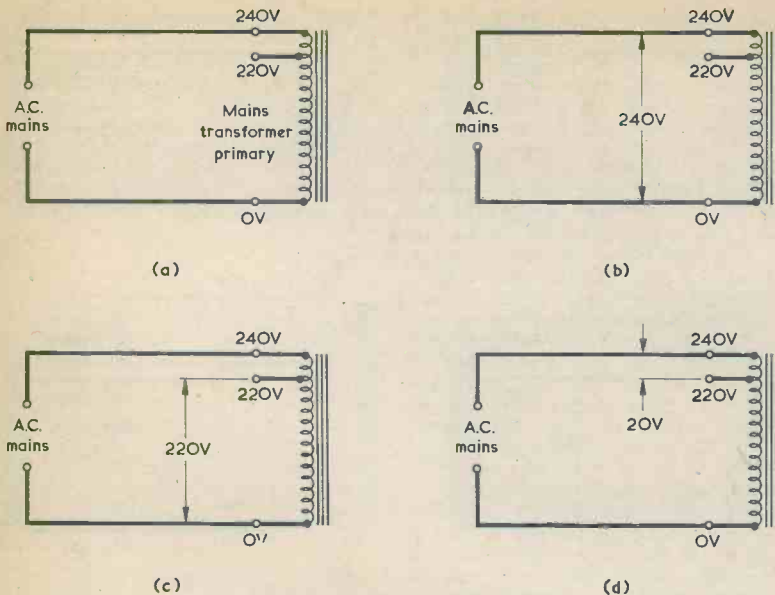 240V
220V
A.C.
mains
Mains
transformer
primary
0V
(a)
240V
220V
A.C.
mains
240V
0V
(b)
240V
220V
A.C.
mains
220V
(c)
240V
220V
A.C.
mains
20V
0V
(d)